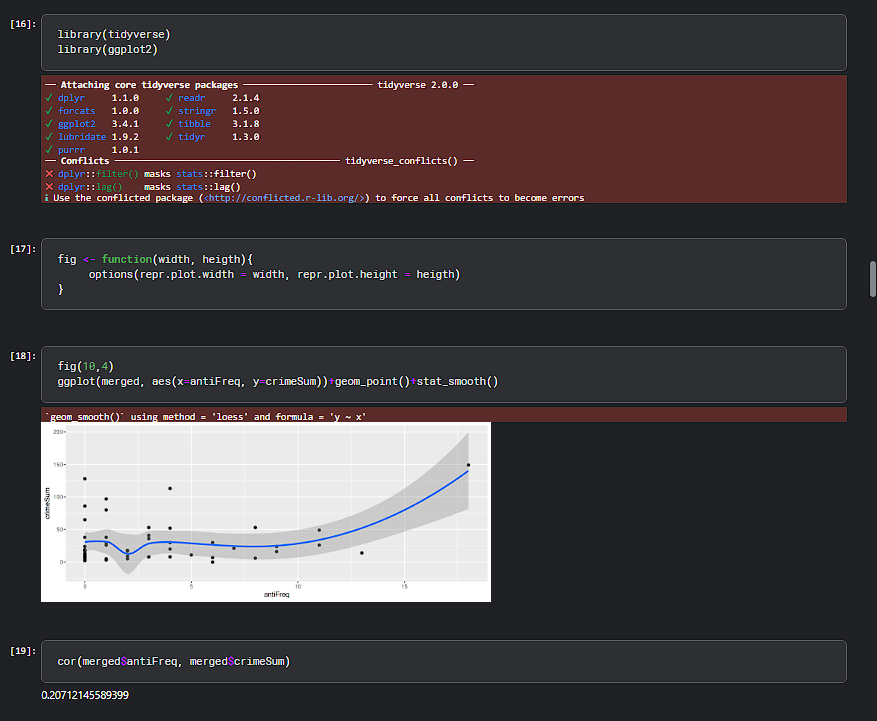 [16]:
library(tidyverse)
library(ggplot2)
── Attaching core tidyverse packages ──────────────── tidyverse 2.0.0 ──
✓ dplyr 1.1.0 ✓ readr 2.1.4
✓ forcats 1.0.0 ✓ stringr 1.5.0
✓ ggplot2 3.4.1 ✓ tibble 3.1.8
✓ lubridate 1.9.2 ✓ tidyr 1.3.0
✓ purrr 1.0.1
── Conflicts ──────────────── tidyverse_conflicts() ──
✕ dplyr::filter() masks stats::filter()
✕ dplyr::lag() masks stats::lag()
ℹ Use the conflicted package (<http://conflicted.r-lib.org/>) to force all conflicts to become errors
[17]:
fig <- function(width, heigth){
options(repr.plot.width = width, repr.plot.height = heigth)
}
[18]:
fig(10,4)
ggplot(merged, aes(x=antiFreq, y=crimeSum))+geom_point()+stat_smooth()
`geom_smooth()` using method = 'loess' and formula = 'y ~ x'
200
150
100
50
0
crimeSum
0 5 10 15
antiFreq
[19]:
cor(merged$antiFreq, merged$crimeSum)
0.20712145589399